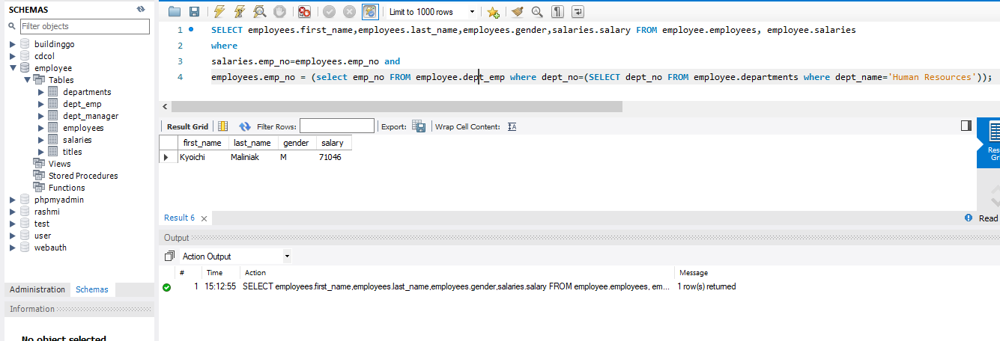 SCHEMAS
Filter objects
buildinggo
cdcol
employee
Tables
departments
dept_emp
dept_manager
employees
salaries
titles
Views
Stored Procedures
Functions
phpmyadmin
rashmi
test
user
webauth
Administration Schemas
Information
No object selected
Limit to 1000 rows
1 SELECT employees.first_name,employees.last_name,employees.gender,salaries.salary FROM employee.employees, employee.salaries
2 where
3 salaries.emp_no=employees.emp_no and
4 employees.emp_no = (select emp_no FROM employee.dept_emp where dept_no=(SELECT dept_no FROM employee.departments where dept_name='Human Resources'));
Result Grid Filter Rows: Export: Wrap Cell Content:
first_name last_name gender salary
Kyoichi Maliniak M 71046
Result 6 Read
Output
Action Output
# Time Action Message
1 15:12:55 SELECT employees.first_name,employees.last_name,employees.gender,salaries.salary FROM employee.employees, em... 1 row(s) returned